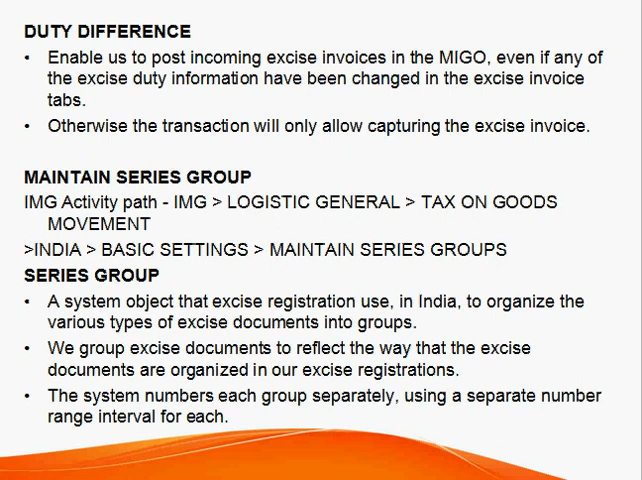 DUTY DIFFERENCE
• Enable us to post incoming excise invoices in the MIGO, even if any of
the excise duty information have been changed in the excise invoice
tabs.
• Otherwise the transaction will only allow capturing the excise invoice.
MAINTAIN SERIES GROUP
IMG Activity path - IMG > LOGISTIC GENERAL > TAX ON GOODS
MOVEMENT
>INDIA > BASIC SETTINGS > MAINTAIN SERIES GROUPS
SERIES GROUP
• A system object that excise registration use, in India, to organize the
various types of excise documents into groups.
• We group excise documents to reflect the way that the excise
documents are organized in our excise registrations.
• The system numbers each group separately, using a separate number
range interval for each.